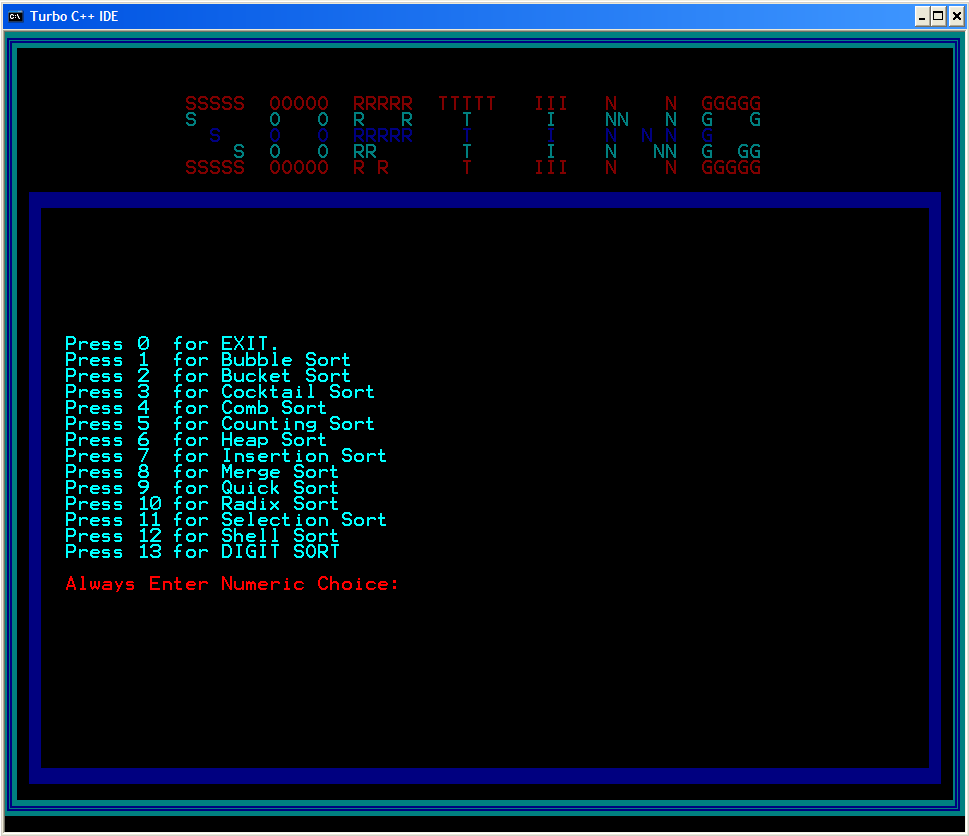 Turbo C++ IDE
SSSSS  OOOOO  RRRRR  TTTTT   III   N    N  GGGGG
S      O   O  R   R    T      I    NN   N  G   G
  S    O   O  RRRRR    T      I    N  N N  G
    S  O   O  RR       T      I    N   NN  G  GG
SSSSS  OOOOO  R R      T     III   N    N  GGGGG
Press 0  for EXIT.
Press 1  for Bubble Sort
Press 2  for Bucket Sort
Press 3  for Cocktail Sort
Press 4  for Comb Sort
Press 5  for Counting Sort
Press 6  for Heap Sort
Press 7  for Insertion Sort
Press 8  for Merge Sort
Press 9  for Quick Sort
Press 10 for Radix Sort
Press 11 for Selection Sort
Press 12 for Shell Sort
Press 13 for DIGIT SORT
Always Enter Numeric Choice: